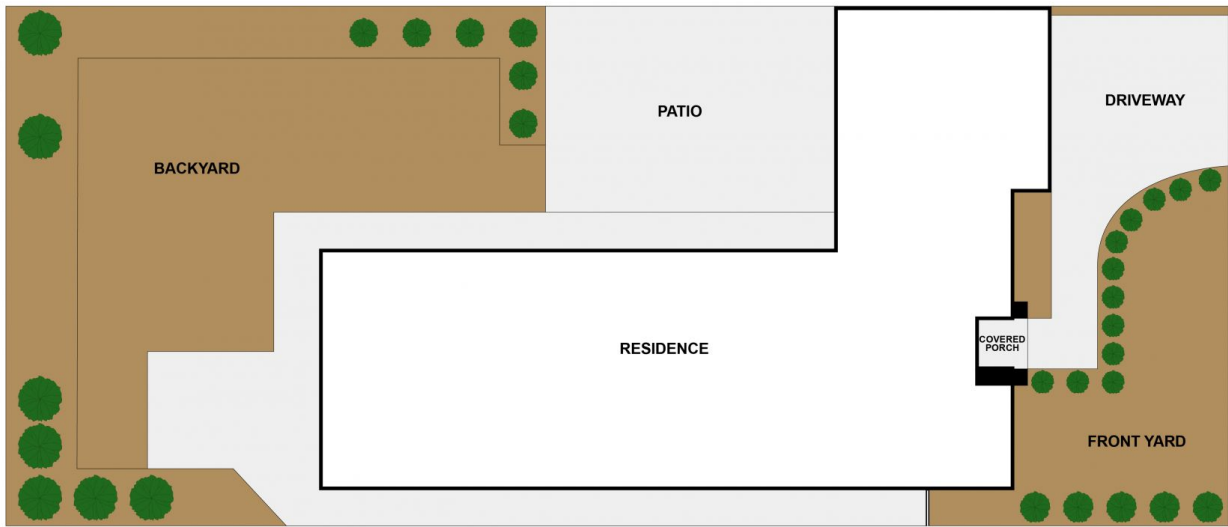 DRIVEWAY
PATIO
BACKYARD
RESIDENCE
COVERED
PORCH
FRONT YARD